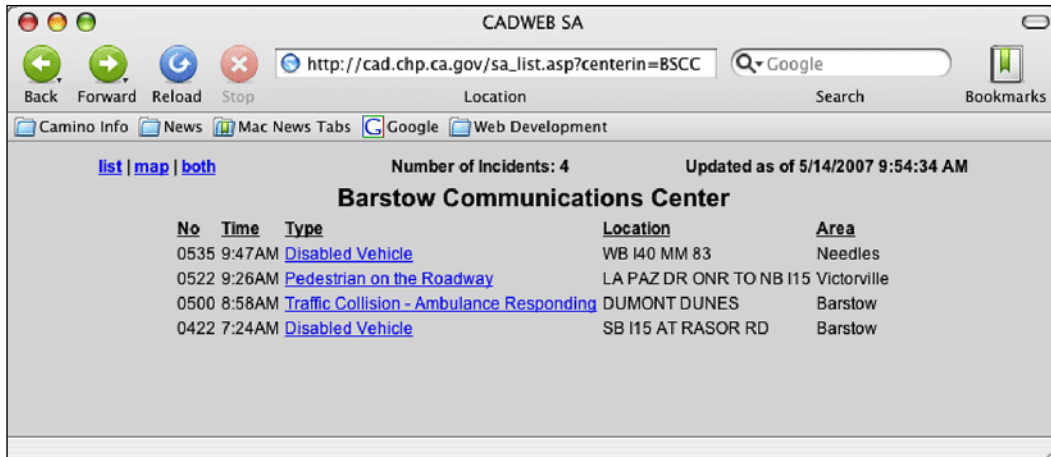 CADWEB SA
http://cad.chp.ca.gov/sa_list.asp?centerin=BSCC
Google
Back Forward Reload Stop Location Search Bookmarks
Camino Info News Mac News Tabs G Google Web Development
list | map | both Number of Incidents: 4 Updated as of 5/14/2007 9:54:34 AM
Barstow Communications Center
No Time Type Location Area
0535 9:47AM Disabled Vehicle WB I40 MM 83 Needles
0522 9:26AM Pedestrian on the Roadway LA PAZ DR ONR TO NB I15 Victorville
0500 8:58AM Traffic Collision - Ambulance Responding DUMONT DUNES Barstow
0422 7:24AM Disabled Vehicle SB I15 AT RASOR RD Barstow